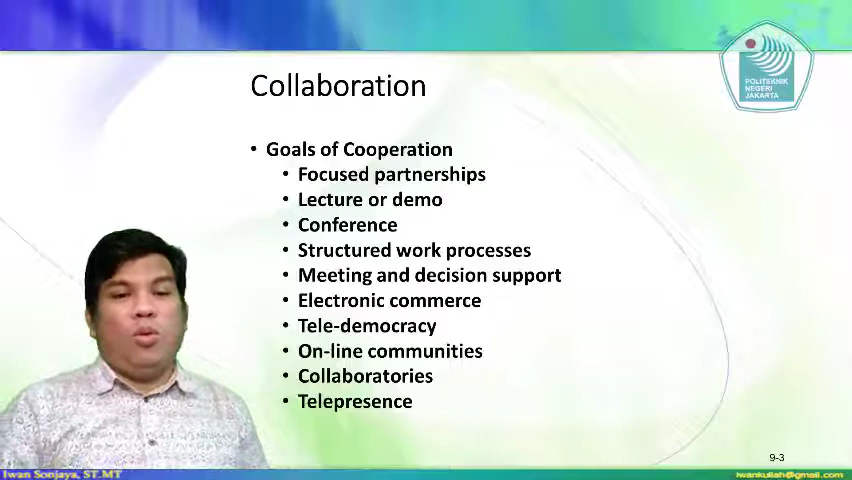 POLITEKNIK
NEGERI
JAKARTA
Collaboration
• Goals of Cooperation
• Focused partnerships
• Lecture or demo
• Conference
• Structured work processes
• Meeting and decision support
• Electronic commerce
• Tele-democracy
• On-line communities
• Collaboratories
• Telepresence
9-3
Iwan Sonjaya, ST.MT
iwankuliah@gmail.com